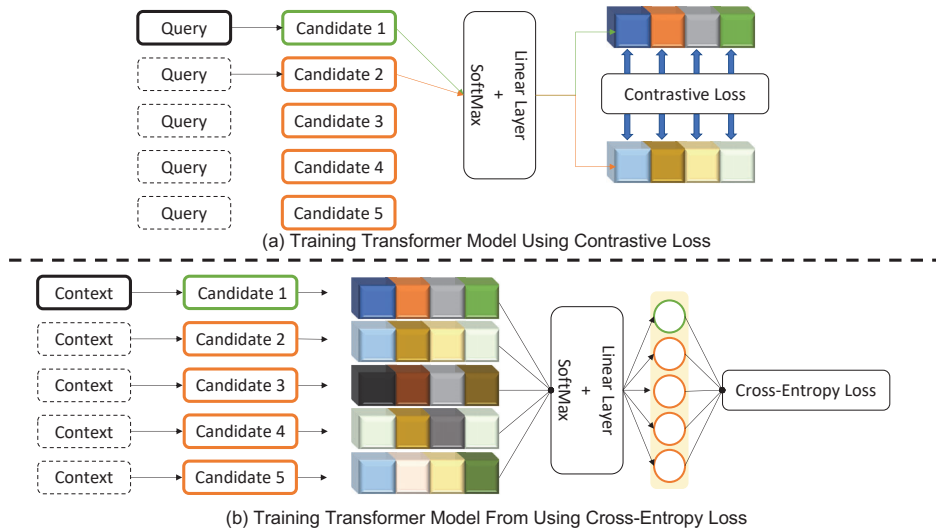 Query
Candidate 1
Query
Candidate 2
Query
Candidate 3
Query
Candidate 4
Query
Candidate 5
Linear Layer
+
SoftMax
Contrastive Loss
(a) Training Transformer Model Using Contrastive Loss
Context
Candidate 1
Context
Candidate 2
Context
Candidate 3
Context
Candidate 4
Context
Candidate 5
Linear Layer
+
SoftMax
Cross-Entropy Loss
(b) Training Transformer Model From Using Cross-Entropy Loss